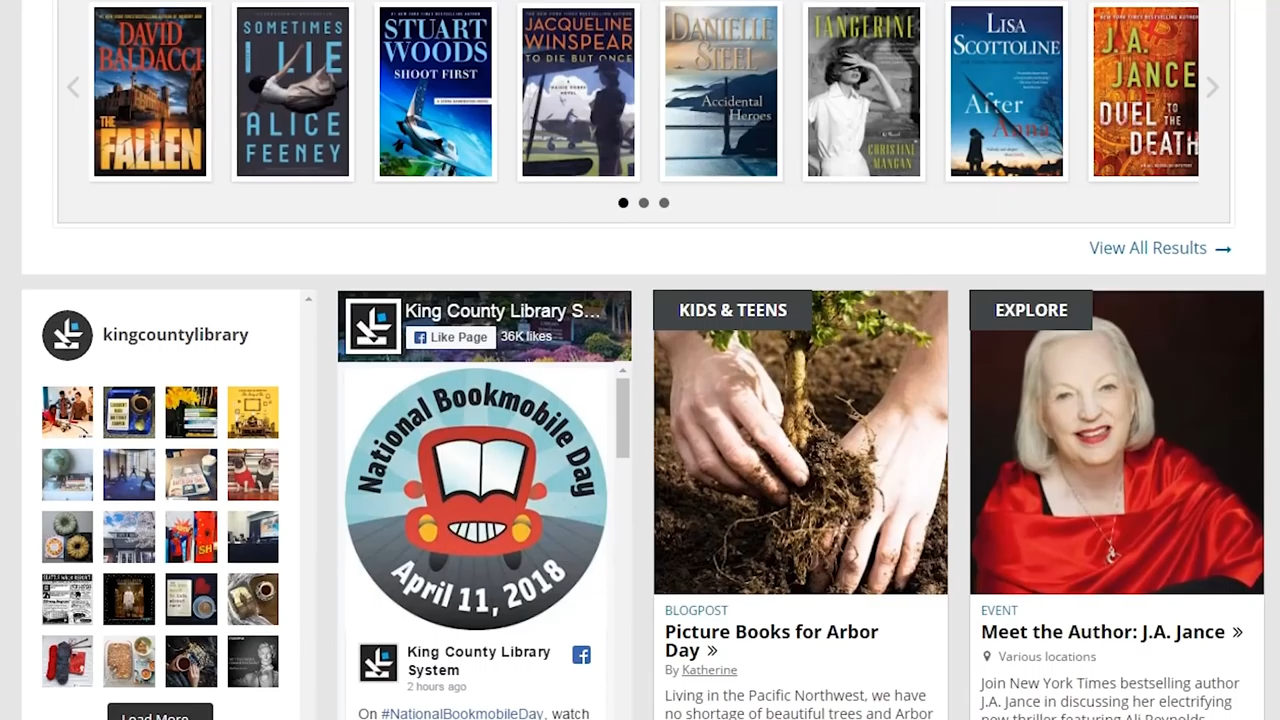 DAVID
BALDACCI
THE
FALLEN
SOMETIMES
I LIE
ALICE
FEENEY
STUART
WOODS
SHOOT FIRST
JACQUELINE
WINSPEAR
TO DIE BUT ONCE
DANIELLE
STEEL
Accidental
Heroes
TANGERINE
CHRISTINE
MANGAN
LISA
SCOTTOLINE
After
Anna
J.A.
JANCE
DUEL TO THE
DEATH
View All Results →
kingcountylibrary
Load More
King County Library S...
Like Page
36K likes
National Bookmobile Day
April 11, 2018
King County Library
System
2 hours ago
On #NationalBookmobileDay, watch
KIDS & TEENS
BLOGPOST
Picture Books for Arbor
Day »
By Katherine
Living in the Pacific Northwest, we have
no shortage of beautiful trees and Arbor
EXPLORE
EVENT
Meet the Author: J.A. Jance »
Various locations
Join New York Times bestselling author
J.A. Jance in discussing her electrifying
new thriller featuring Ali Reynolds